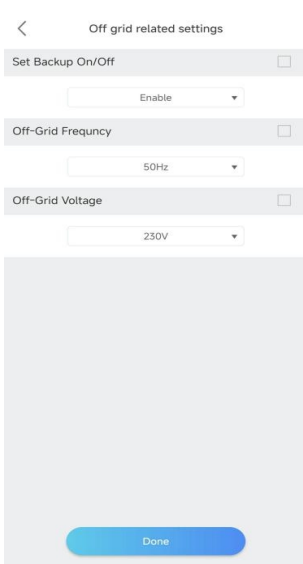 Off grid related settings
Set Backup On/Off
Enable
Off-Grid Frequncy
50Hz
Off-Grid Voltage
230V
Done